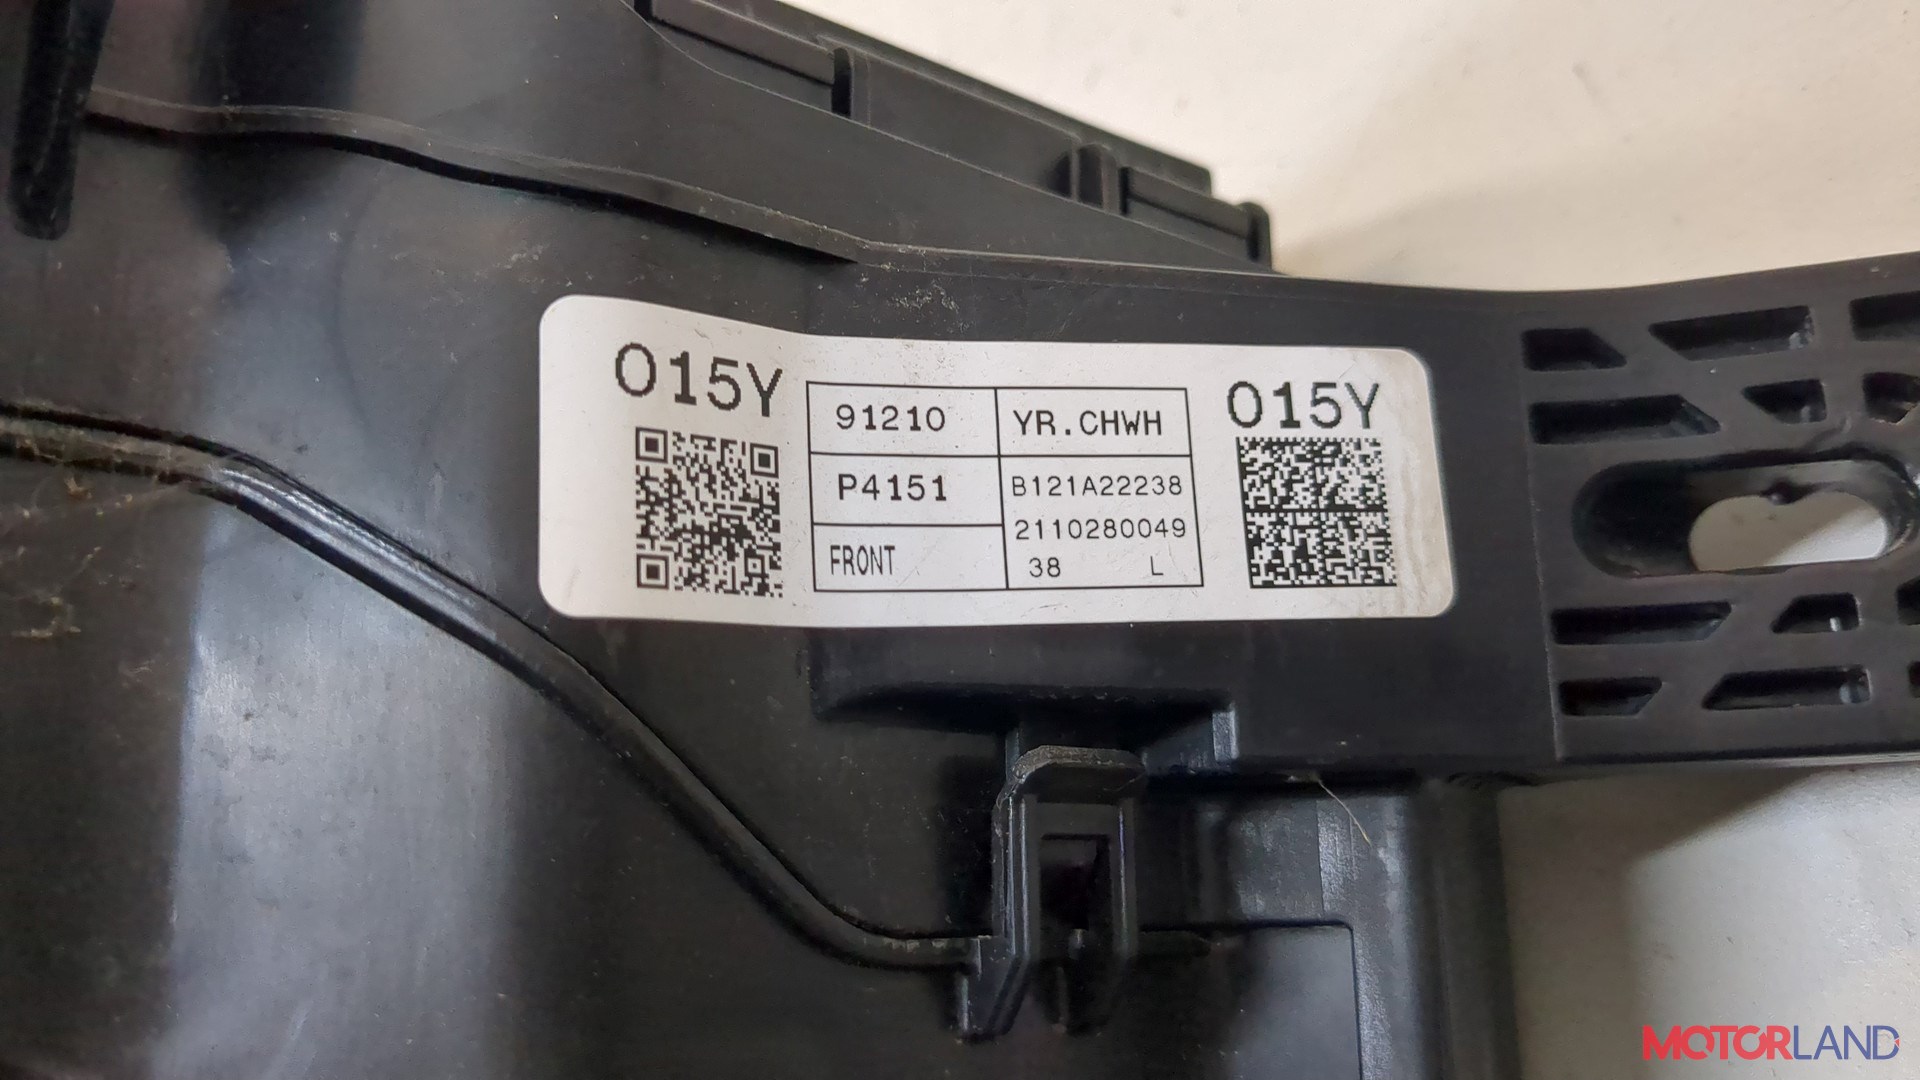 015Y
91210
YR.CHWH
015Y
P4151
B121A22238
2110280049
FRONT
38 L
MOTORLAND